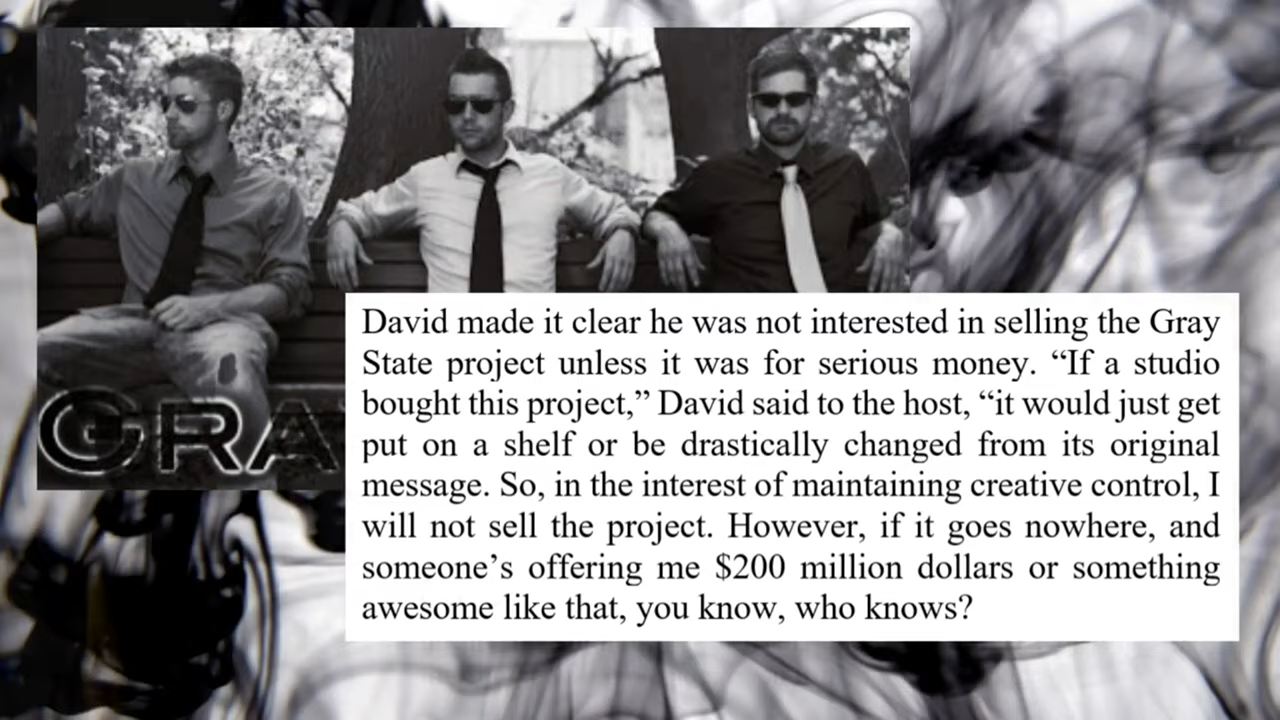 GRA
David made it clear he was not interested in selling the Gray
State project unless it was for serious money. “If a studio
bought this project,” David said to the host, “it would just get
put on a shelf or be drastically changed from its original
message. So, in the interest of maintaining creative control, I
will not sell the project. However, if it goes nowhere, and
someone’s offering me $200 million dollars or something
awesome like that, you know, who knows?